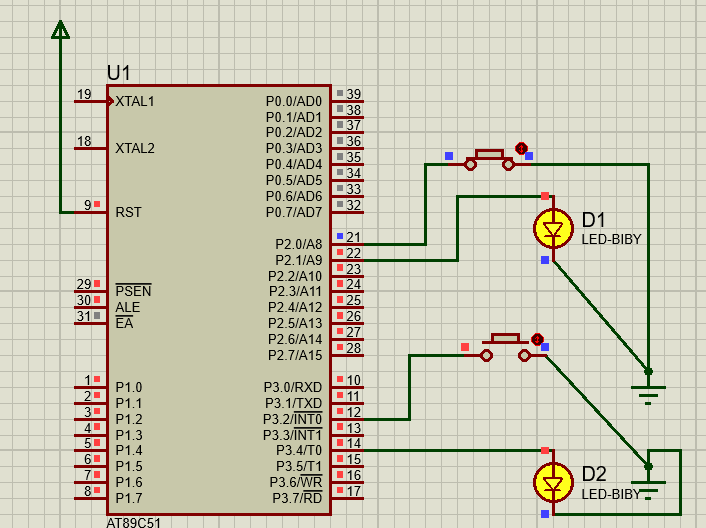 U1
19 XTAL1 P0.0/AD0 39
P0.1/AD1 38
P0.2/AD2 37
18 XTAL2 P0.3/AD3 36
P0.4/AD4 35
P0.5/AD5 34
P0.6/AD6 33
9 RST P0.7/AD7 32
P2.0/A8 21
P2.1/A9 22
P2.2/A10 23
29 PSEN P2.3/A11 24
30 ALE P2.4/A12 25
31 EA P2.5/A13 26
P2.6/A14 27
P2.7/A15 28
1 P1.0 P3.0/RXD 10
2 P1.1 P3.1/TXD 11
3 P1.2 P3.2/INT0 12
4 P1.3 P3.3/INT1 13
5 P1.4 P3.4/T0 14
6 P1.5 P3.5/T1 15
7 P1.6 P3.6/WR 16
8 P1.7 P3.7/RD 17
AT89C51
D1
LED-BIBY
D2
LED-BIBY